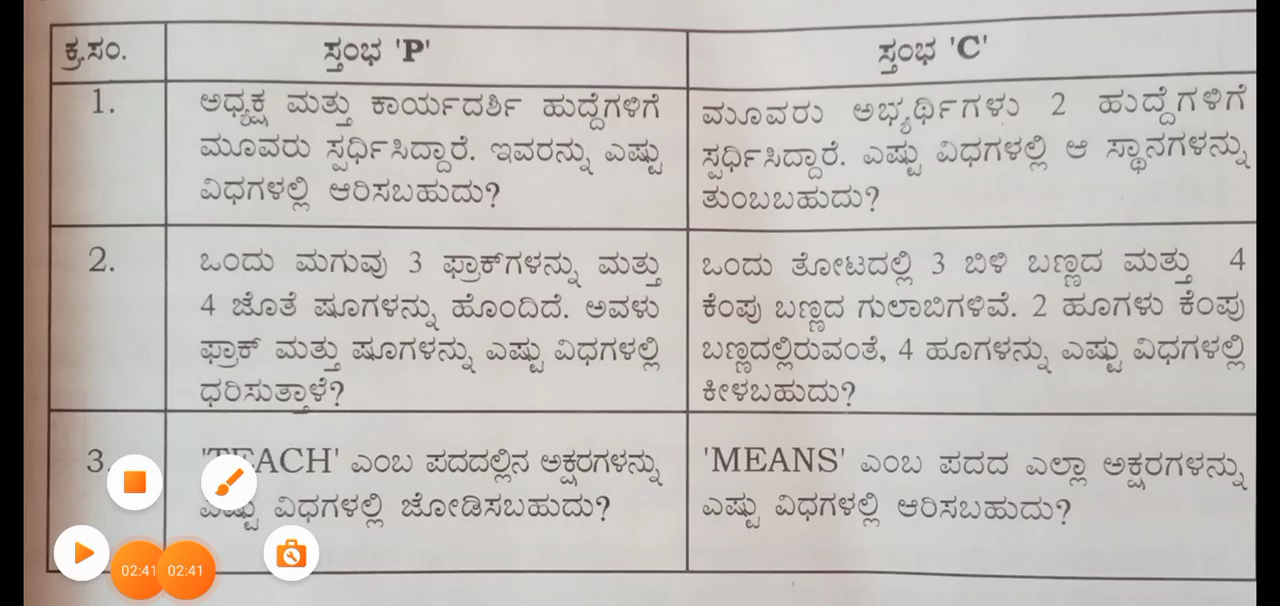 ಕ್ರ.ಸಂ. ಸ್ತಂಭ 'P' ಸ್ತಂಭ 'C'
1.
ಅಧ್ಯಕ್ಷ ಮತ್ತು ಕಾರ್ಯದರ್ಶಿ ಹುದ್ದೆಗಳಿಗೆ
ಮೂವರು ಸ್ಪರ್ಧಿಸಿದ್ದಾರೆ. ಇವರನ್ನು ಎಷ್ಟು
ವಿಧಗಳಲ್ಲಿ ಆರಿಸಬಹುದು?
ಮೂವರು ಅಭ್ಯರ್ಥಿಗಳು 2 ಹುದ್ದೆಗಳಿಗೆ
ಸ್ಪರ್ಧಿಸಿದ್ದಾರೆ. ಎಷ್ಟು ವಿಧಗಳಲ್ಲಿ ಆ ಸ್ಥಾನಗಳನ್ನು
ತುಂಬಬಹುದು?
2.
ಒಂದು ಮಗುವು 3 ಫ್ರಾಕ್‌ಗಳನ್ನು ಮತ್ತು
4 ಜೊತೆ ಷೂಗಳನ್ನು ಹೊಂದಿದೆ. ಅವಳು
ಫ್ರಾಕ್ ಮತ್ತು ಷೂಗಳನ್ನು ಎಷ್ಟು ವಿಧಗಳಲ್ಲಿ
ಧರಿಸುತ್ತಾಳೆ?
ಒಂದು ತೋಟದಲ್ಲಿ 3 ಬಿಳಿ ಬಣ್ಣದ ಮತ್ತು 4
ಕೆಂಪು ಬಣ್ಣದ ಗುಲಾಬಿಗಳಿವೆ. 2 ಹೂಗಳು ಕೆಂಪು
ಬಣ್ಣದಲ್ಲಿರುವಂತೆ, 4 ಹೂಗಳನ್ನು ಎಷ್ಟು ವಿಧಗಳಲ್ಲಿ
ಕೀಳಬಹುದು?
3.
'TEACH' ಎಂಬ ಪದದಲ್ಲಿನ ಅಕ್ಷರಗಳನ್ನು
ಎಷ್ಟು ವಿಧಗಳಲ್ಲಿ ಜೋಡಿಸಬಹುದು?
'MEANS' ಎಂಬ ಪದದ ಎಲ್ಲಾ ಅಕ್ಷರಗಳನ್ನು
ಎಷ್ಟು ವಿಧಗಳಲ್ಲಿ ಆರಿಸಬಹುದು?
02:41 02:41